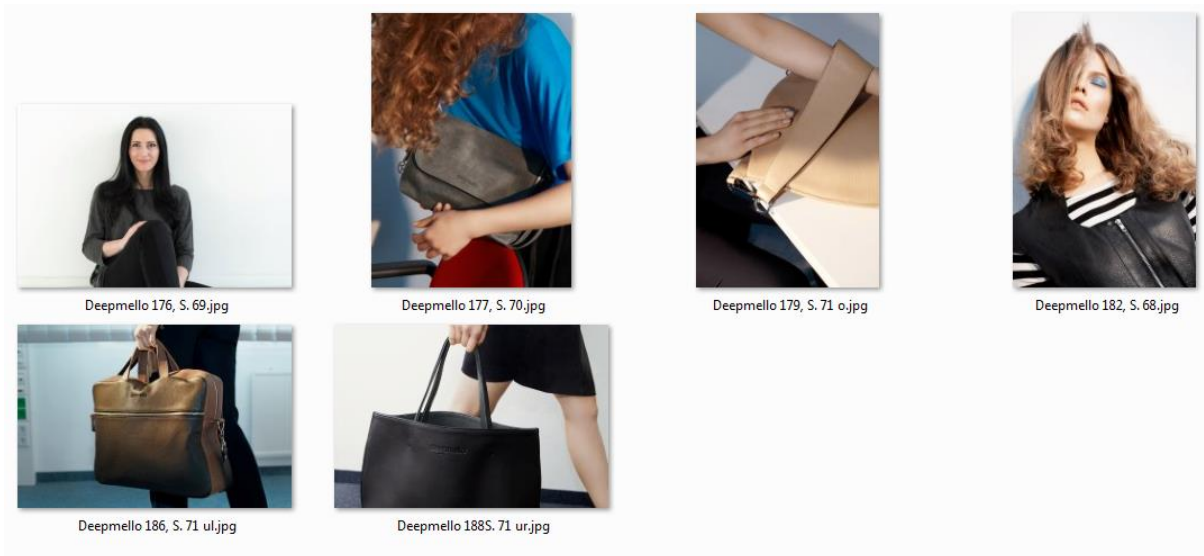 Deepmello 176, S. 69.jpg
Deepmello 177, S. 70.jpg
Deepmello 179, S. 71 o.jpg
Deepmello 182, S. 68.jpg
Deepmello 186, S. 71 ul.jpg
Deepmello 188S. 71 ur.jpg